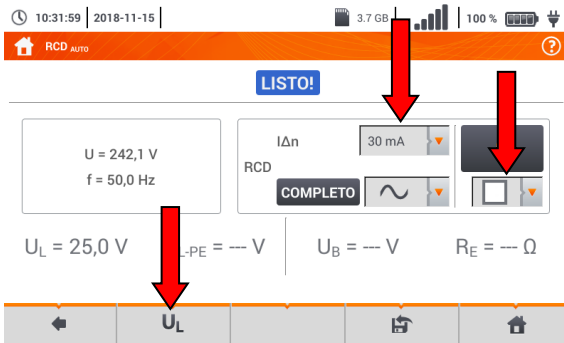 10:31:59 2018-11-15 3.7 GB 100 %
RCD AUTO ?
LISTO!
U = 242,1 V
f = 50,0 Hz
IΔn 30 mA
RCD
COMPLETO
UL = 25,0 V L-PE = --- V UB = --- V RE = --- Ω
UL